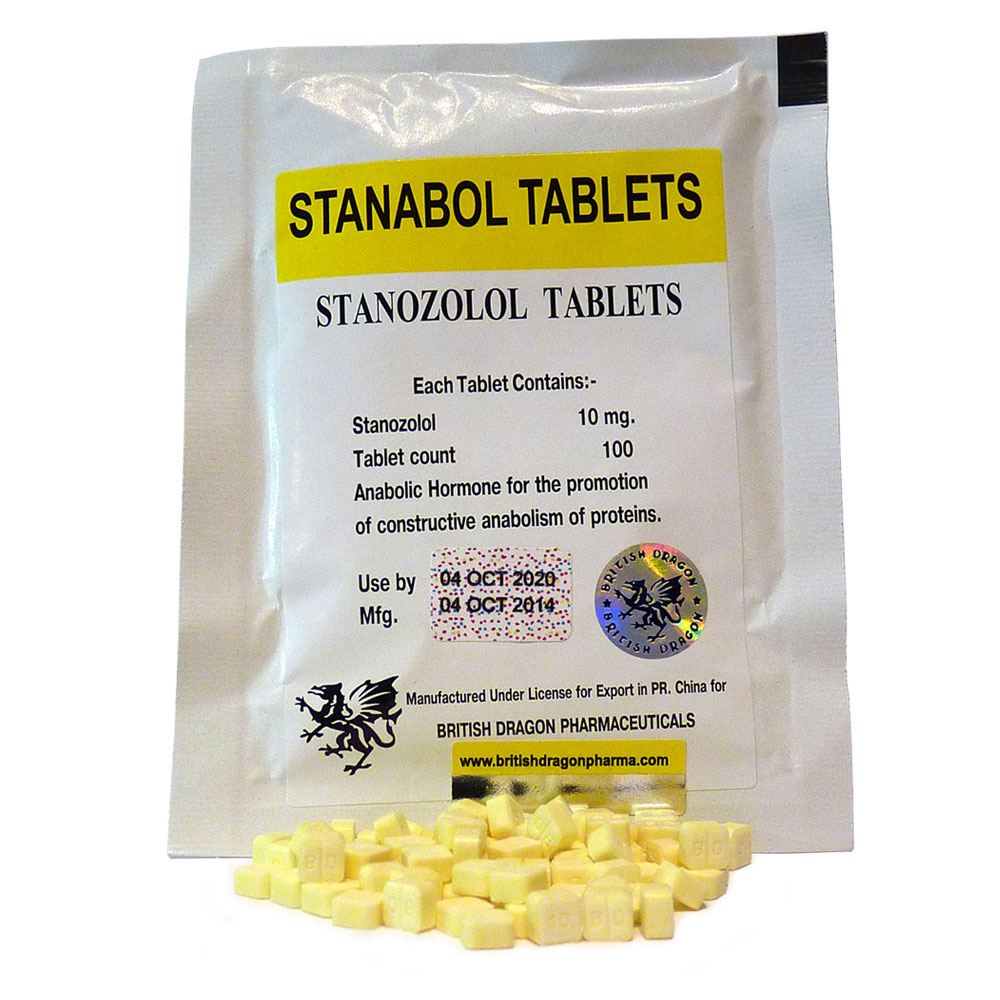 STANABOL TABLETS
STANOZOLOL TABLETS
Each Tablet Contains:-
Stanozolol 10 mg.
Tablet count 100
Anabolic Hormone for the promotion
of constructive anabolism of proteins.
Use by 04 OCT 2020
Mfg. 04 OCT 2014
BRITISH DRAGON
BRITISH DRAGON
Manufactured Under License for Export in PR. China for
BRITISH DRAGON PHARMACEUTICALS
www.britishdragonpharma.com
BD
BD